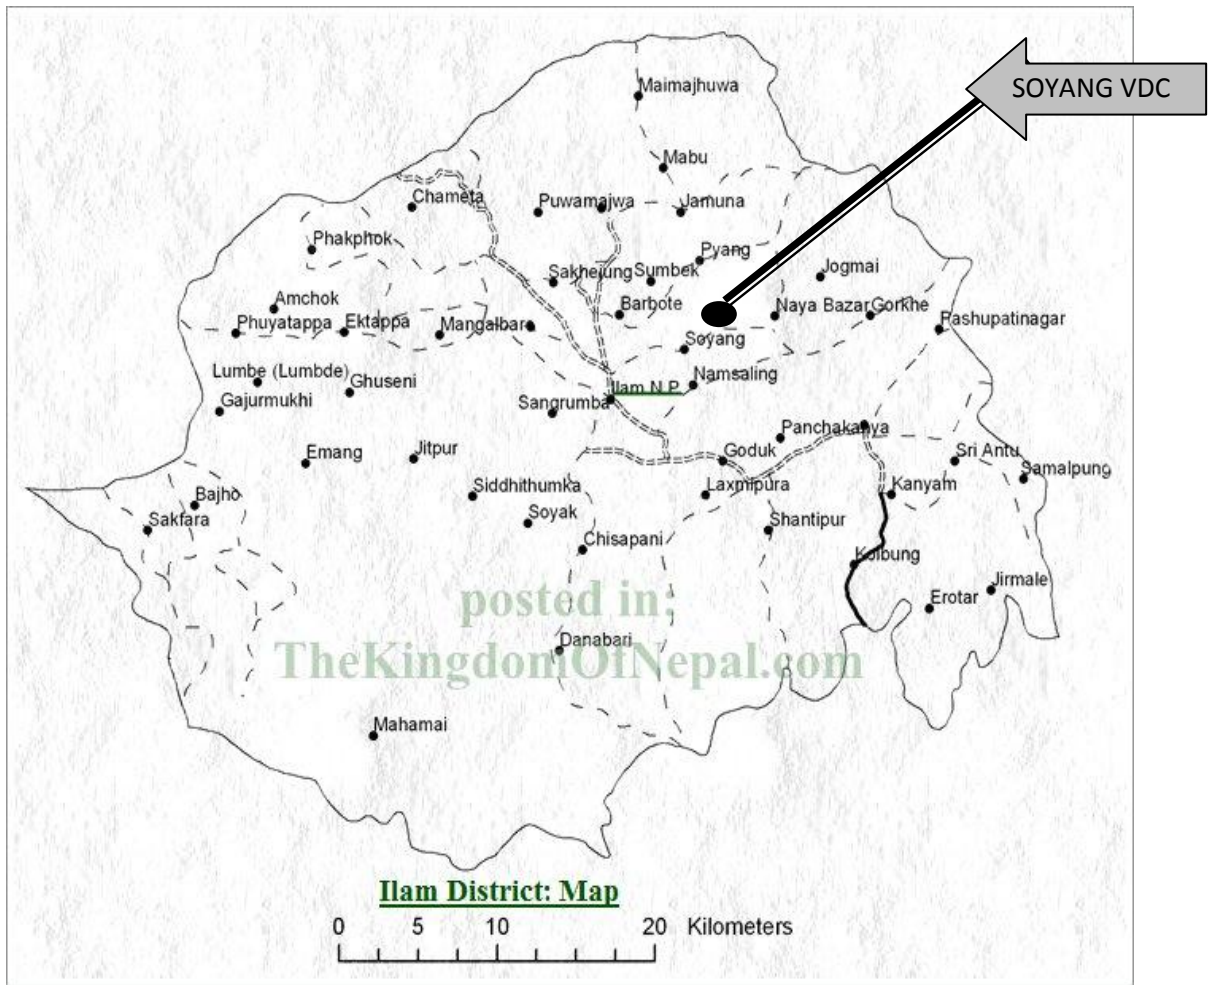 SOYANG VDC
Maimajhuwa
Mabu
Chameta
Puwamajwa
Jamuna
Phakphok
Pyang
Jogmai
Sakhejung
Sumbek
Amchok
Barbote
Naya Bazar
Gorkhe
Phuyatappa
Ektappa
Mangalbare
Pashupatinagar
Soyang
Lumbe (Lumbde)
Ghuseni
Namsaling
Ilam N.P.
Gajurmukhi
Sangrumba
Panchakanya
Emang
Jitpur
Goduk
Sri Antu
Samalpung
Siddhithumka
Laxmipura
Kanyam
Bajho
Sakfara
Soyak
Shantipur
Chisapani
Kolbung
Jirmale
Erotar
posted in:
TheKingdomOfNepal.com
Danabari
Mahamai
Ilam District: Map
0 5 10 20 Kilometers